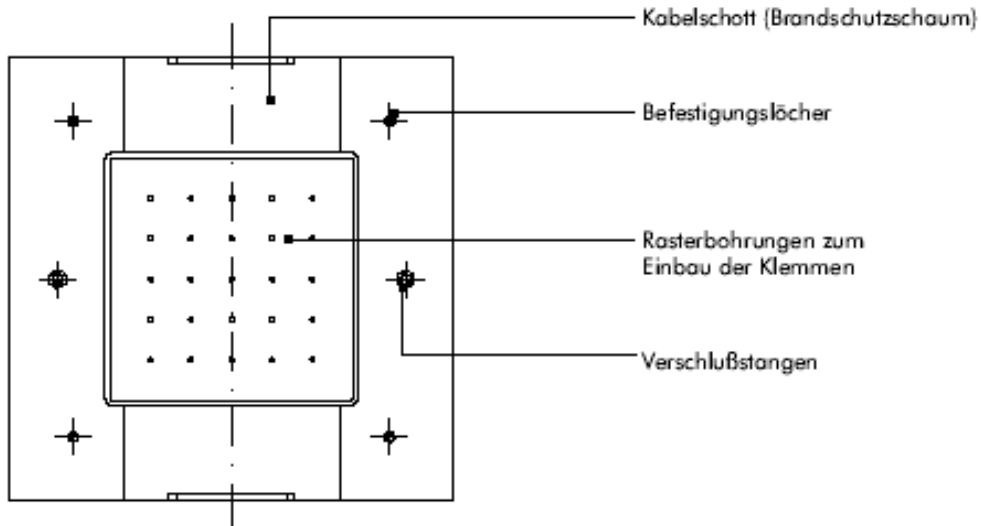 Kabelschott (Brandschutzschaum)
Befestigungslöcher
Rasterbohrungen zum
Einbau der Klemmen
Verschlußstangen